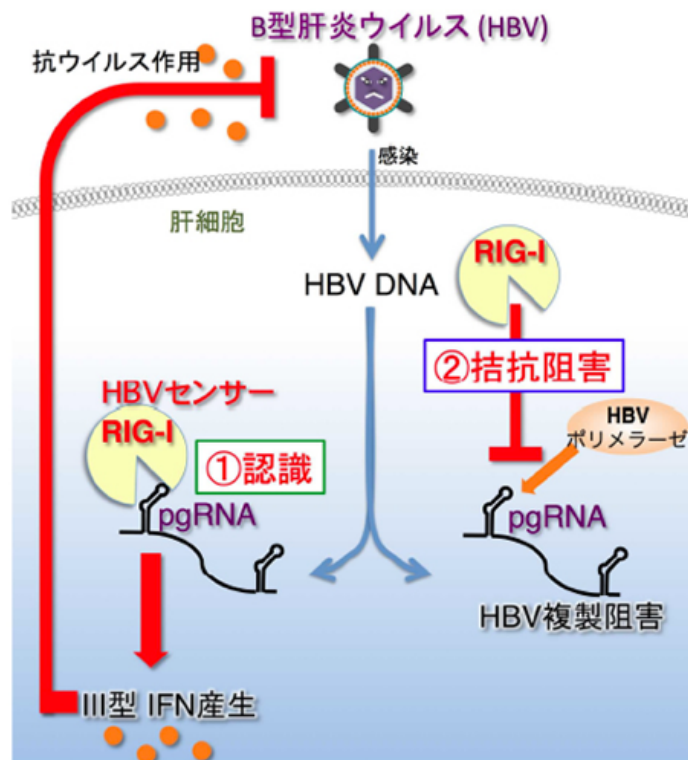 B型肝炎ウイルス (HBV)
抗ウイルス作用
感染
肝細胞
HBV DNA
RIG-I
②拮抗阻害
HBVセンサー
RIG-I
①認識
HBV
ポリメラーゼ
pgRNA
pgRNA
HBV複製阻害
III型 IFN産生